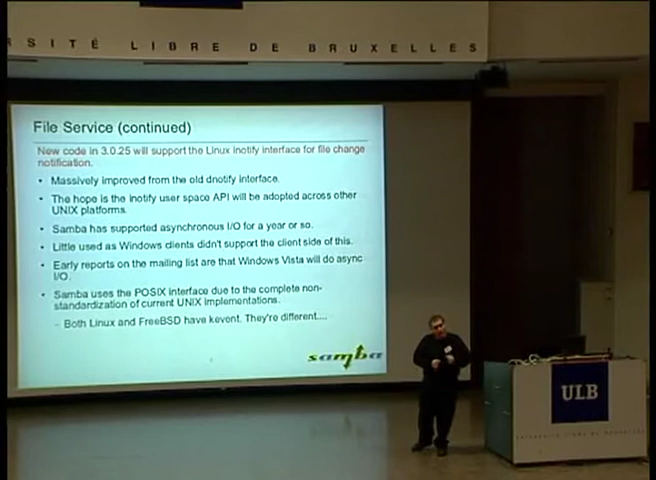 RSITÉ LIBRE DE BRUXELLES
File Service (continued)
New code in 3.0.25 will support the Linux inotify interface for file change
notification.
• Massively improved from the old dnotify interface.
• The hope is the inotify user space API will be adopted across other
UNIX platforms.
• Samba has supported asynchronous I/O for a year or so.
• Little used as Windows clients didn't support the client side of this.
• Early reports on the mailing list are that Windows Vista will do async
I/O.
• Samba uses the POSIX interface due to the complete non-
standardization of current UNIX implementations.
– Both Linux and FreeBSD have kevent. They're different....
samba
ULB